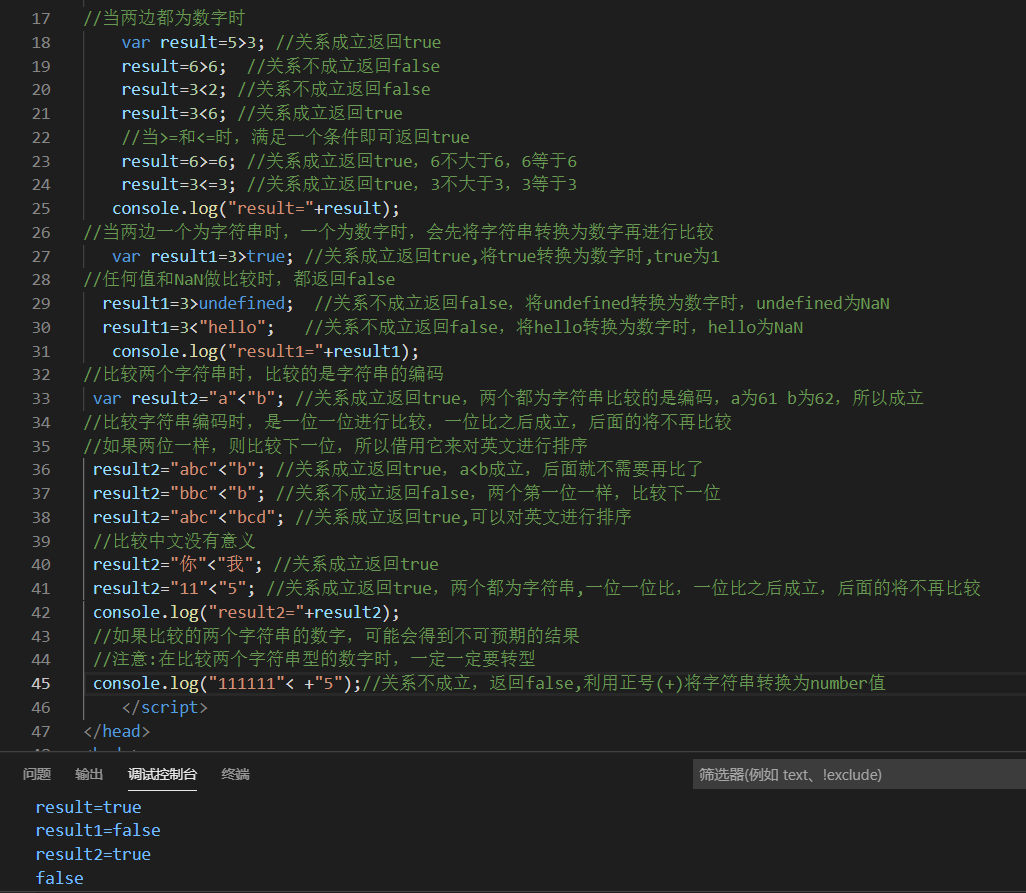 17 //当两边都为数字时
18 var result=5>3; //关系成立返回true
19 result=6>6; //关系不成立返回false
20 result=3<2; //关系不成立返回false
21 result=3<6; //关系成立返回true
22 //当>=和<=时，满足一个条件即可返回true
23 result=6>=6; //关系成立返回true，6不大于6，6等于6
24 result=3<=3; //关系成立返回true，3不大于3，3等于3
25 console.log("result="+result);
26 //当两边一个为字符串时，一个为数字时，会先将字符串转换为数字再进行比较
27 var result1=3>true; //关系成立返回true,将true转换为数字时,true为1
28 //任何值和NaN做比较时，都返回false
29 result1=3>undefined; //关系不成立返回false，将undefined转换为数字时，undefined为NaN
30 result1=3<"hello"; //关系不成立返回false，将hello转换为数字时，hello为NaN
31 console.log("result1="+result1);
32 //比较两个字符串时，比较的是字符串的编码
33 var result2="a"<"b"; //关系成立返回true，两个都为字符串比较的是编码，a为61 b为62，所以成立
34 //比较字符串编码时，是一位一位进行比较，一位比之后成立，后面的将不再比较
35 //如果两位一样，则比较下一位，所以借用它来对英文进行排序
36 result2="abc"<"b"; //关系成立返回true，a<b成立，后面就不需要再比了
37 result2="bbc"<"b"; //关系不成立返回false，两个第一位一样，比较下一位
38 result2="abc"<"bcd"; //关系成立返回true,可以对英文进行排序
39 //比较中文没有意义
40 result2="你"<"我"; //关系成立返回true
41 result2="11"<"5"; //关系成立返回true，两个都为字符串,一位一位比，一位比之后成立，后面的将不再比较
42 console.log("result2="+result2);
43 //如果比较的两个字符串的数字，可能会得到不可预期的结果
44 //注意:在比较两个字符串型的数字时，一定一定要转型
45 console.log("111111"< +"5");//关系不成立，返回false,利用正号(+)将字符串转换为number值
46 </script>
47 </head>
问题 输出 调试控制台 终端 筛选器(例如 text、!exclude)
result=true
result1=false
result2=true
false